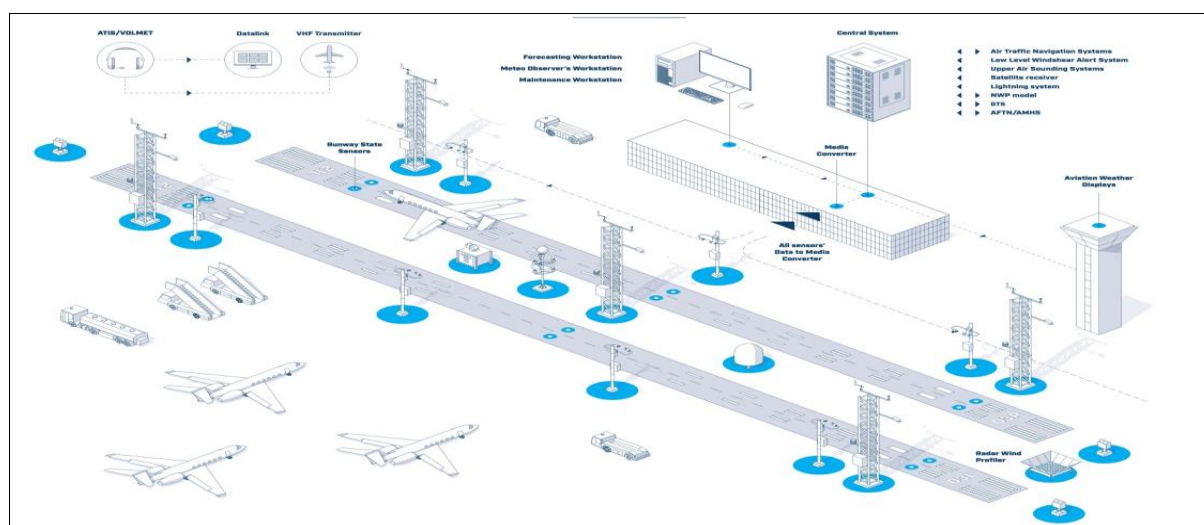 ATIS/VOLMET
Datalink
VHF Transmitter
Forecasting Workstation
Meteo Observer's Workstation
Maintenance Workstation
Central System
Air Traffic Navigation Systems
Low Level Windshear Alert System
Upper Air Sounding Systems
Satellite receiver
Lightning system
NWP model
GTS
AFTN/AMHS
Runway State
Sensors
Media
Converter
Aviation Weather
Displays
All sensors'
Data to Media
Converter
Radar Wind
Profiler